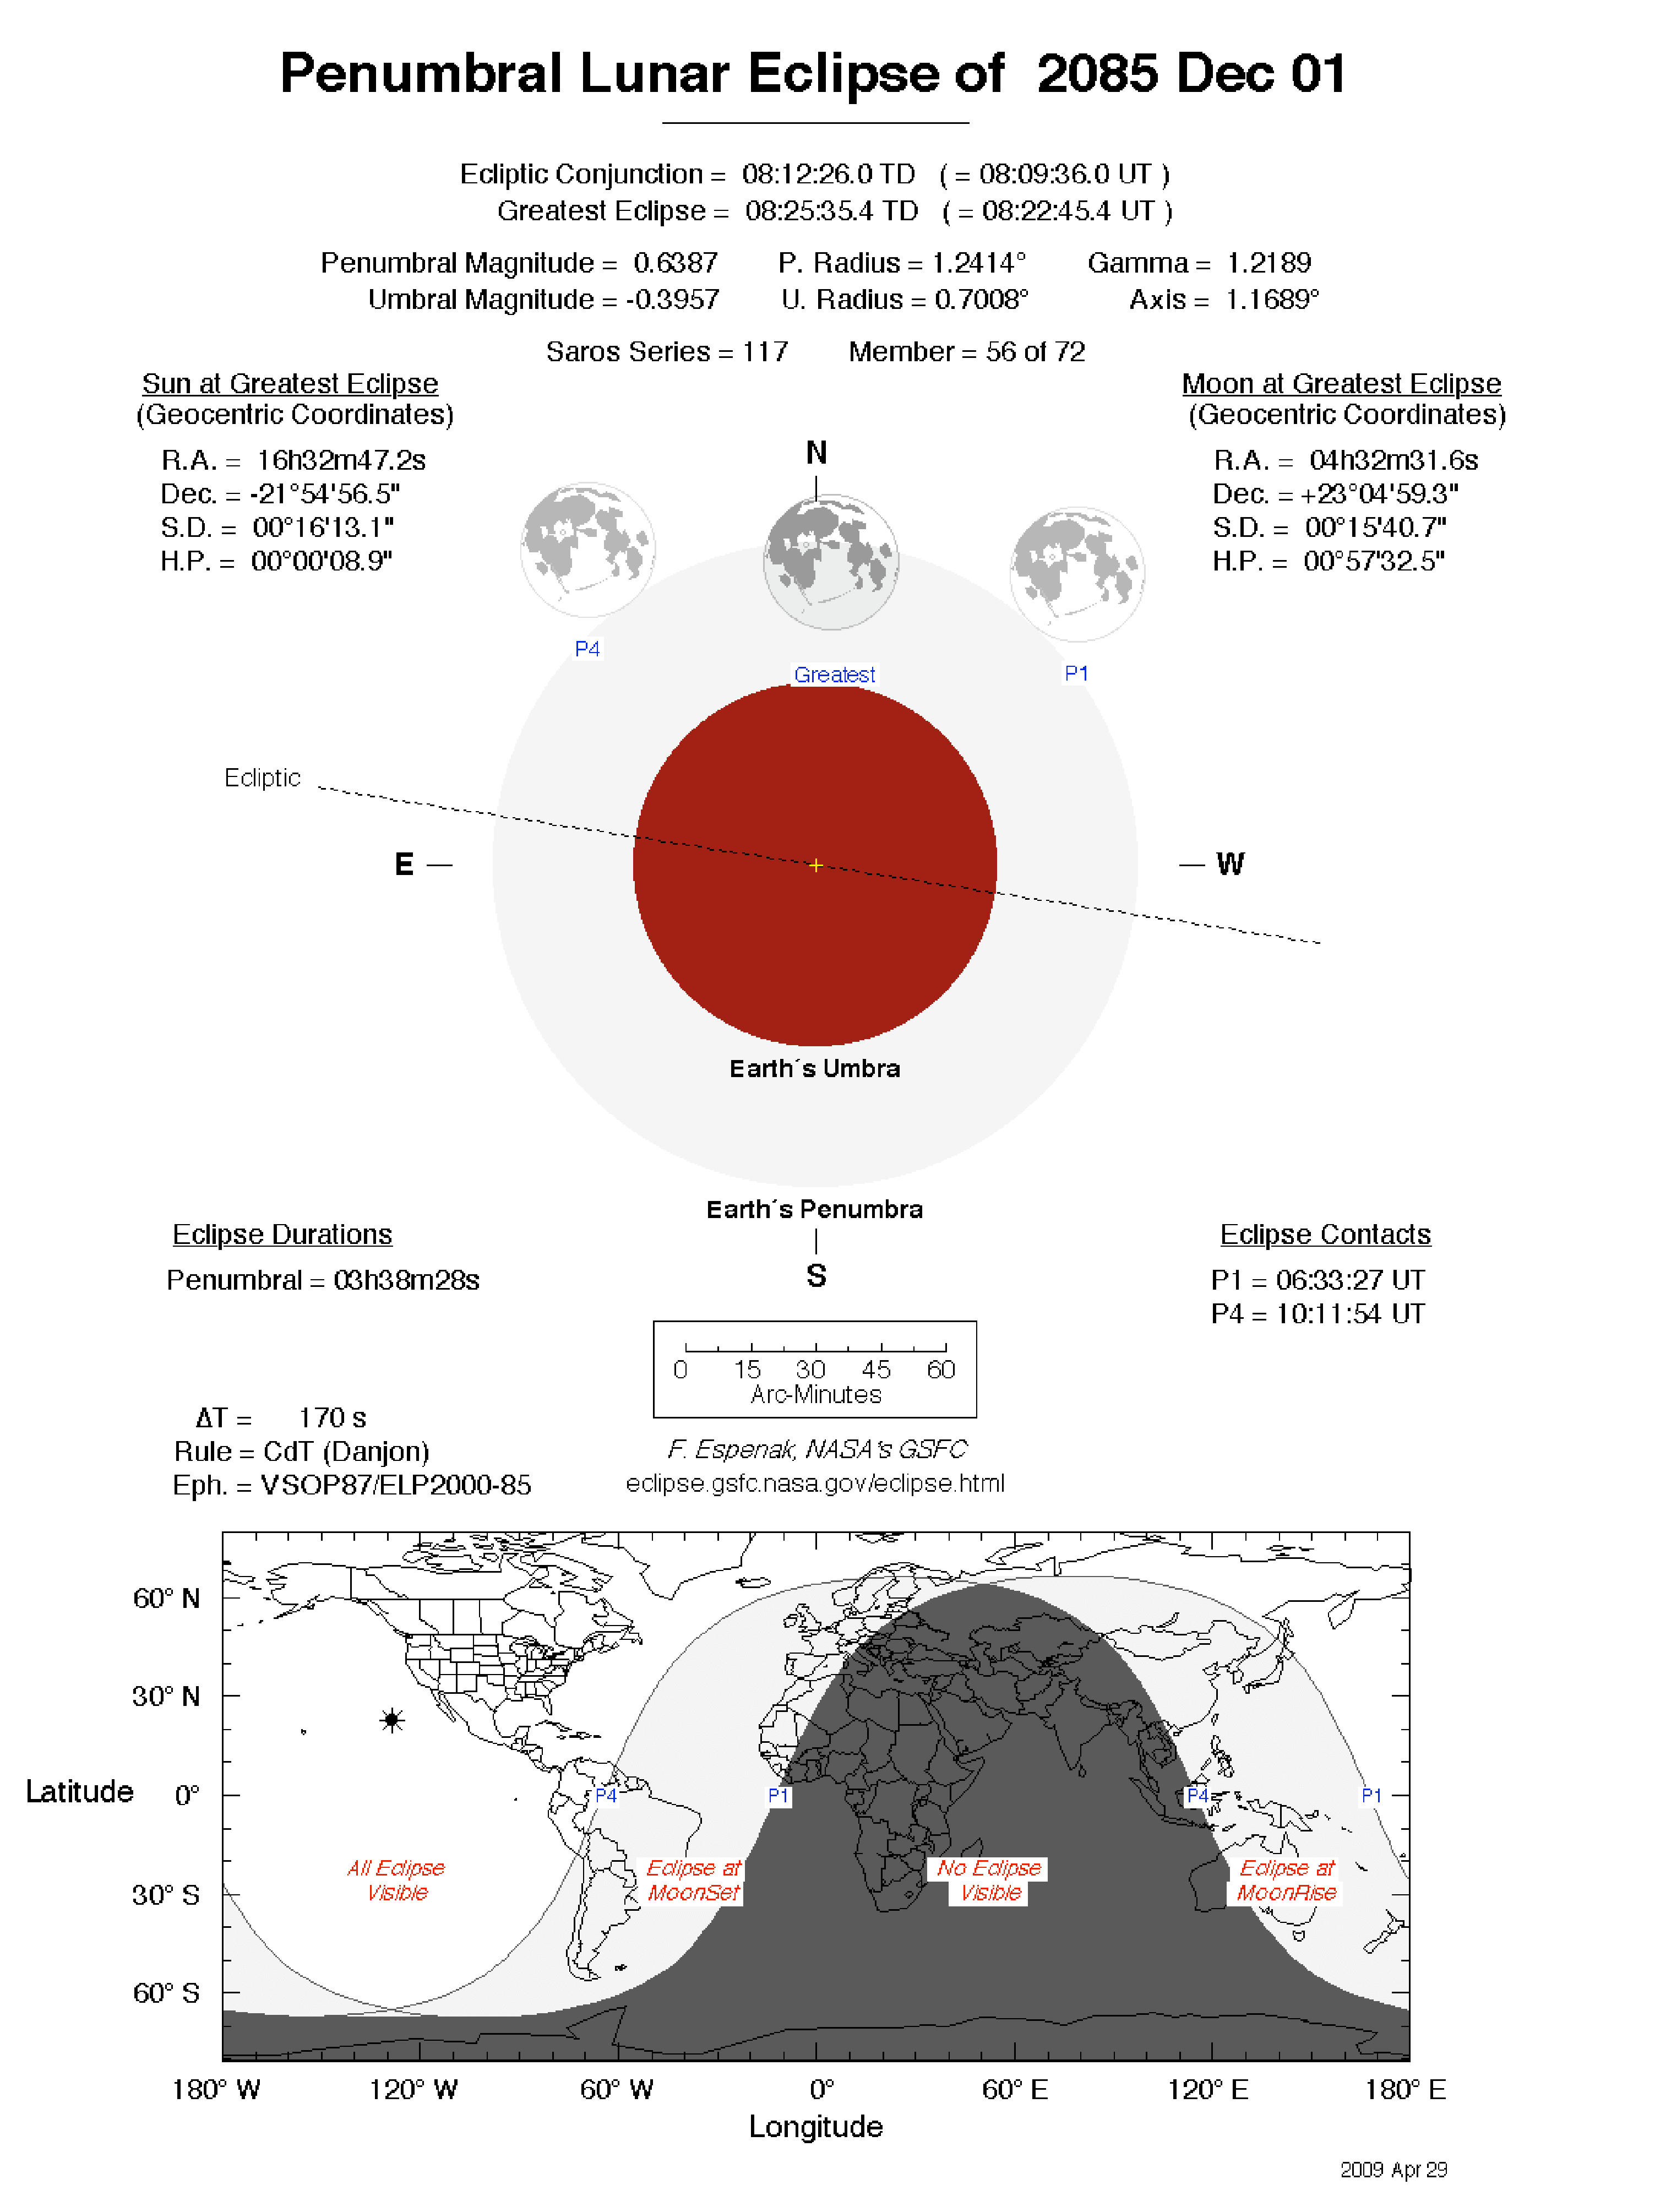 Penumbral Lunar Eclipse of 2085 Dec 01
Ecliptic Conjunction = 08:12:26.0 TD ( = 08:09:36.0 UT )
Greatest Eclipse = 08:25:35.4 TD ( = 08:22:45.4 UT )
Penumbral Magnitude = 0.6387 P. Radius = 1.2414° Gamma = 1.2189
Umbral Magnitude = -0.3957 U. Radius = 0.7008° Axis = 1.1689°
Saros Series = 117 Member = 56 of 72
Sun at Greatest Eclipse
(Geocentric Coordinates)
R.A. = 16h32m47.2s
Dec. = -21°54'56.5"
S.D. = 00°16'13.1"
H.P. = 00°00'08.9"
Moon at Greatest Eclipse
(Geocentric Coordinates)
R.A. = 04h32m31.6s
Dec. = +23°04'59.3"
S.D. = 00°15'40.7"
H.P. = 00°57'32.5"
N
P4
Greatest
P1
Ecliptic
E
W
Earth´s Umbra
Earth´s Penumbra
S
Eclipse Durations
Penumbral = 03h38m28s
Eclipse Contacts
P1 = 06:33:27 UT
P4 = 10:11:54 UT
0 15 30 45 60
Arc-Minutes
ΔT = 170 s
Rule = CdT (Danjon)
Eph. = VSOP87/ELP2000-85
F. Espenak, NASA's GSFC
eclipse.gsfc.nasa.gov/eclipse.html
60° N
30° N
Latitude 0°
30° S
60° S
P4
P1
P4
P1
All Eclipse
Visible
Eclipse at
MoonSet
No Eclipse
Visible
Eclipse at
MoonRise
180° W 120° W 60° W 0° 60° E 120° E 180° E
Longitude
2009 Apr 29